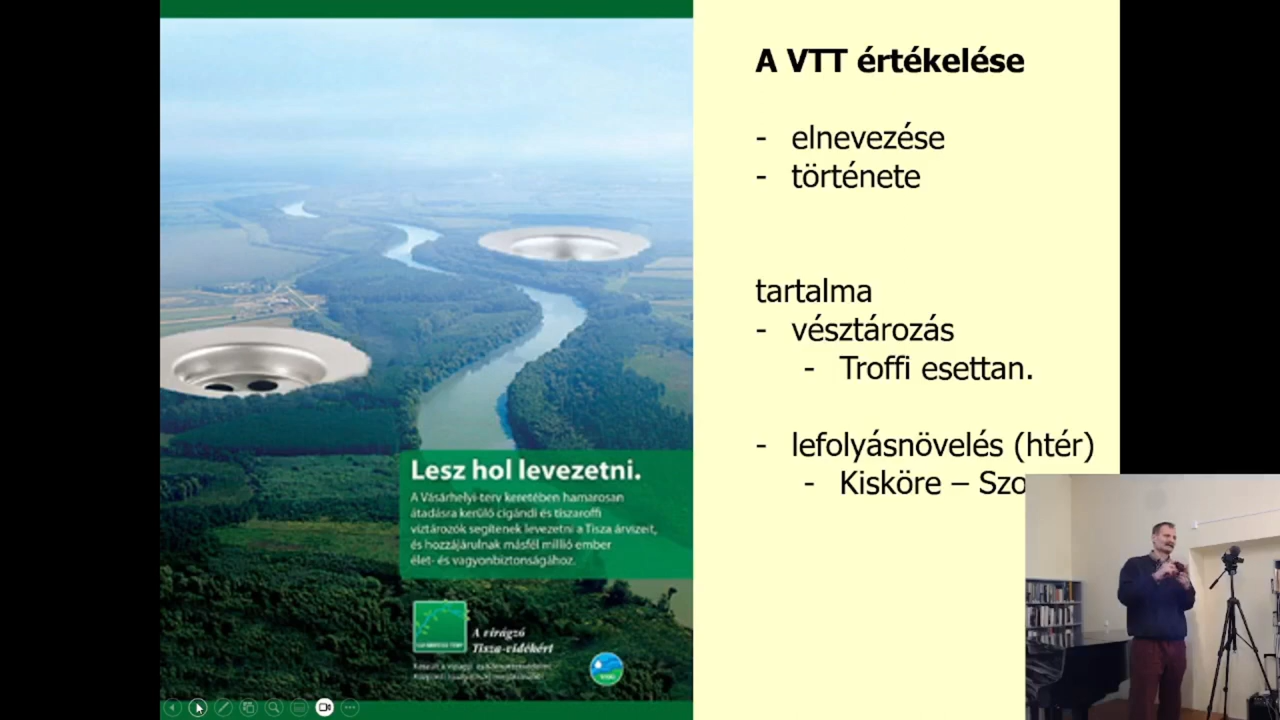 A VTT értékelése
- elnevezése
- története
tartalma
- vésztározás
- Troffi esettan.
- lefolyásnövelés (htér)
- Kisköre – Szo
Lesz hol levezetni.
A Vásárhelyi-terv keretében hamarosan
átadásra kerülő cigándi és tiszaroffi
víztározók segítenek levezetni a Tisza árvizeit,
és hozzájárulnak másfél millió ember
élet- és vagyonbiztonságához.
A virágzó
Tisza-vidékért